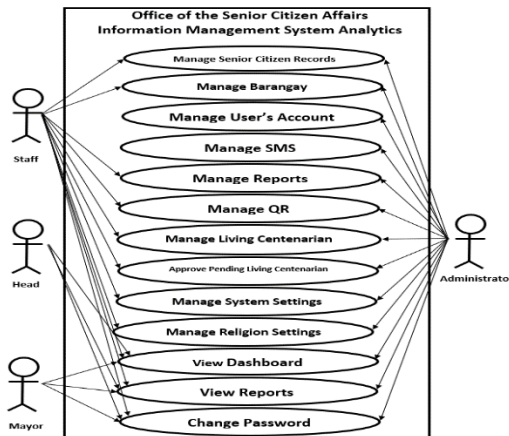 Office of the Senior Citizen Affairs
Information Management System Analytics
Manage Senior Citizen Records
Manage Barangay
Manage User's Account
Manage SMS
Manage Reports
Manage QR
Manage Living Centenarian
Approve Pending Living Centenarian
Manage System Settings
Manage Religion Settings
View Dashboard
View Reports
Change Password
Staff
Head
Mayor
Administrato